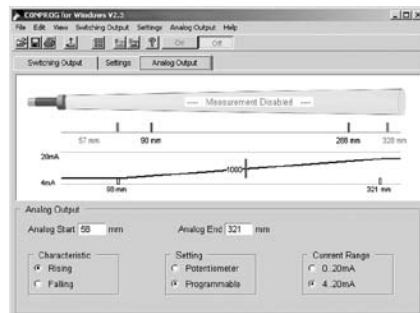 CONPROG for Windows V2.3
File Edit View Switching Output Settings Analog Output Help
On Off
Switching Output Settings Analog Output
---- Measurement Disabled ----
57 mm 90 mm 288 mm 328 mm
20mA
1000
4mA
98 mm 321 mm
Analog Output
Analog Start 58 mm Analog End 321 mm
Characteristic Setting Current Range
Rising Potentiometer 0..20mA
Falling Programmable 4..20mA